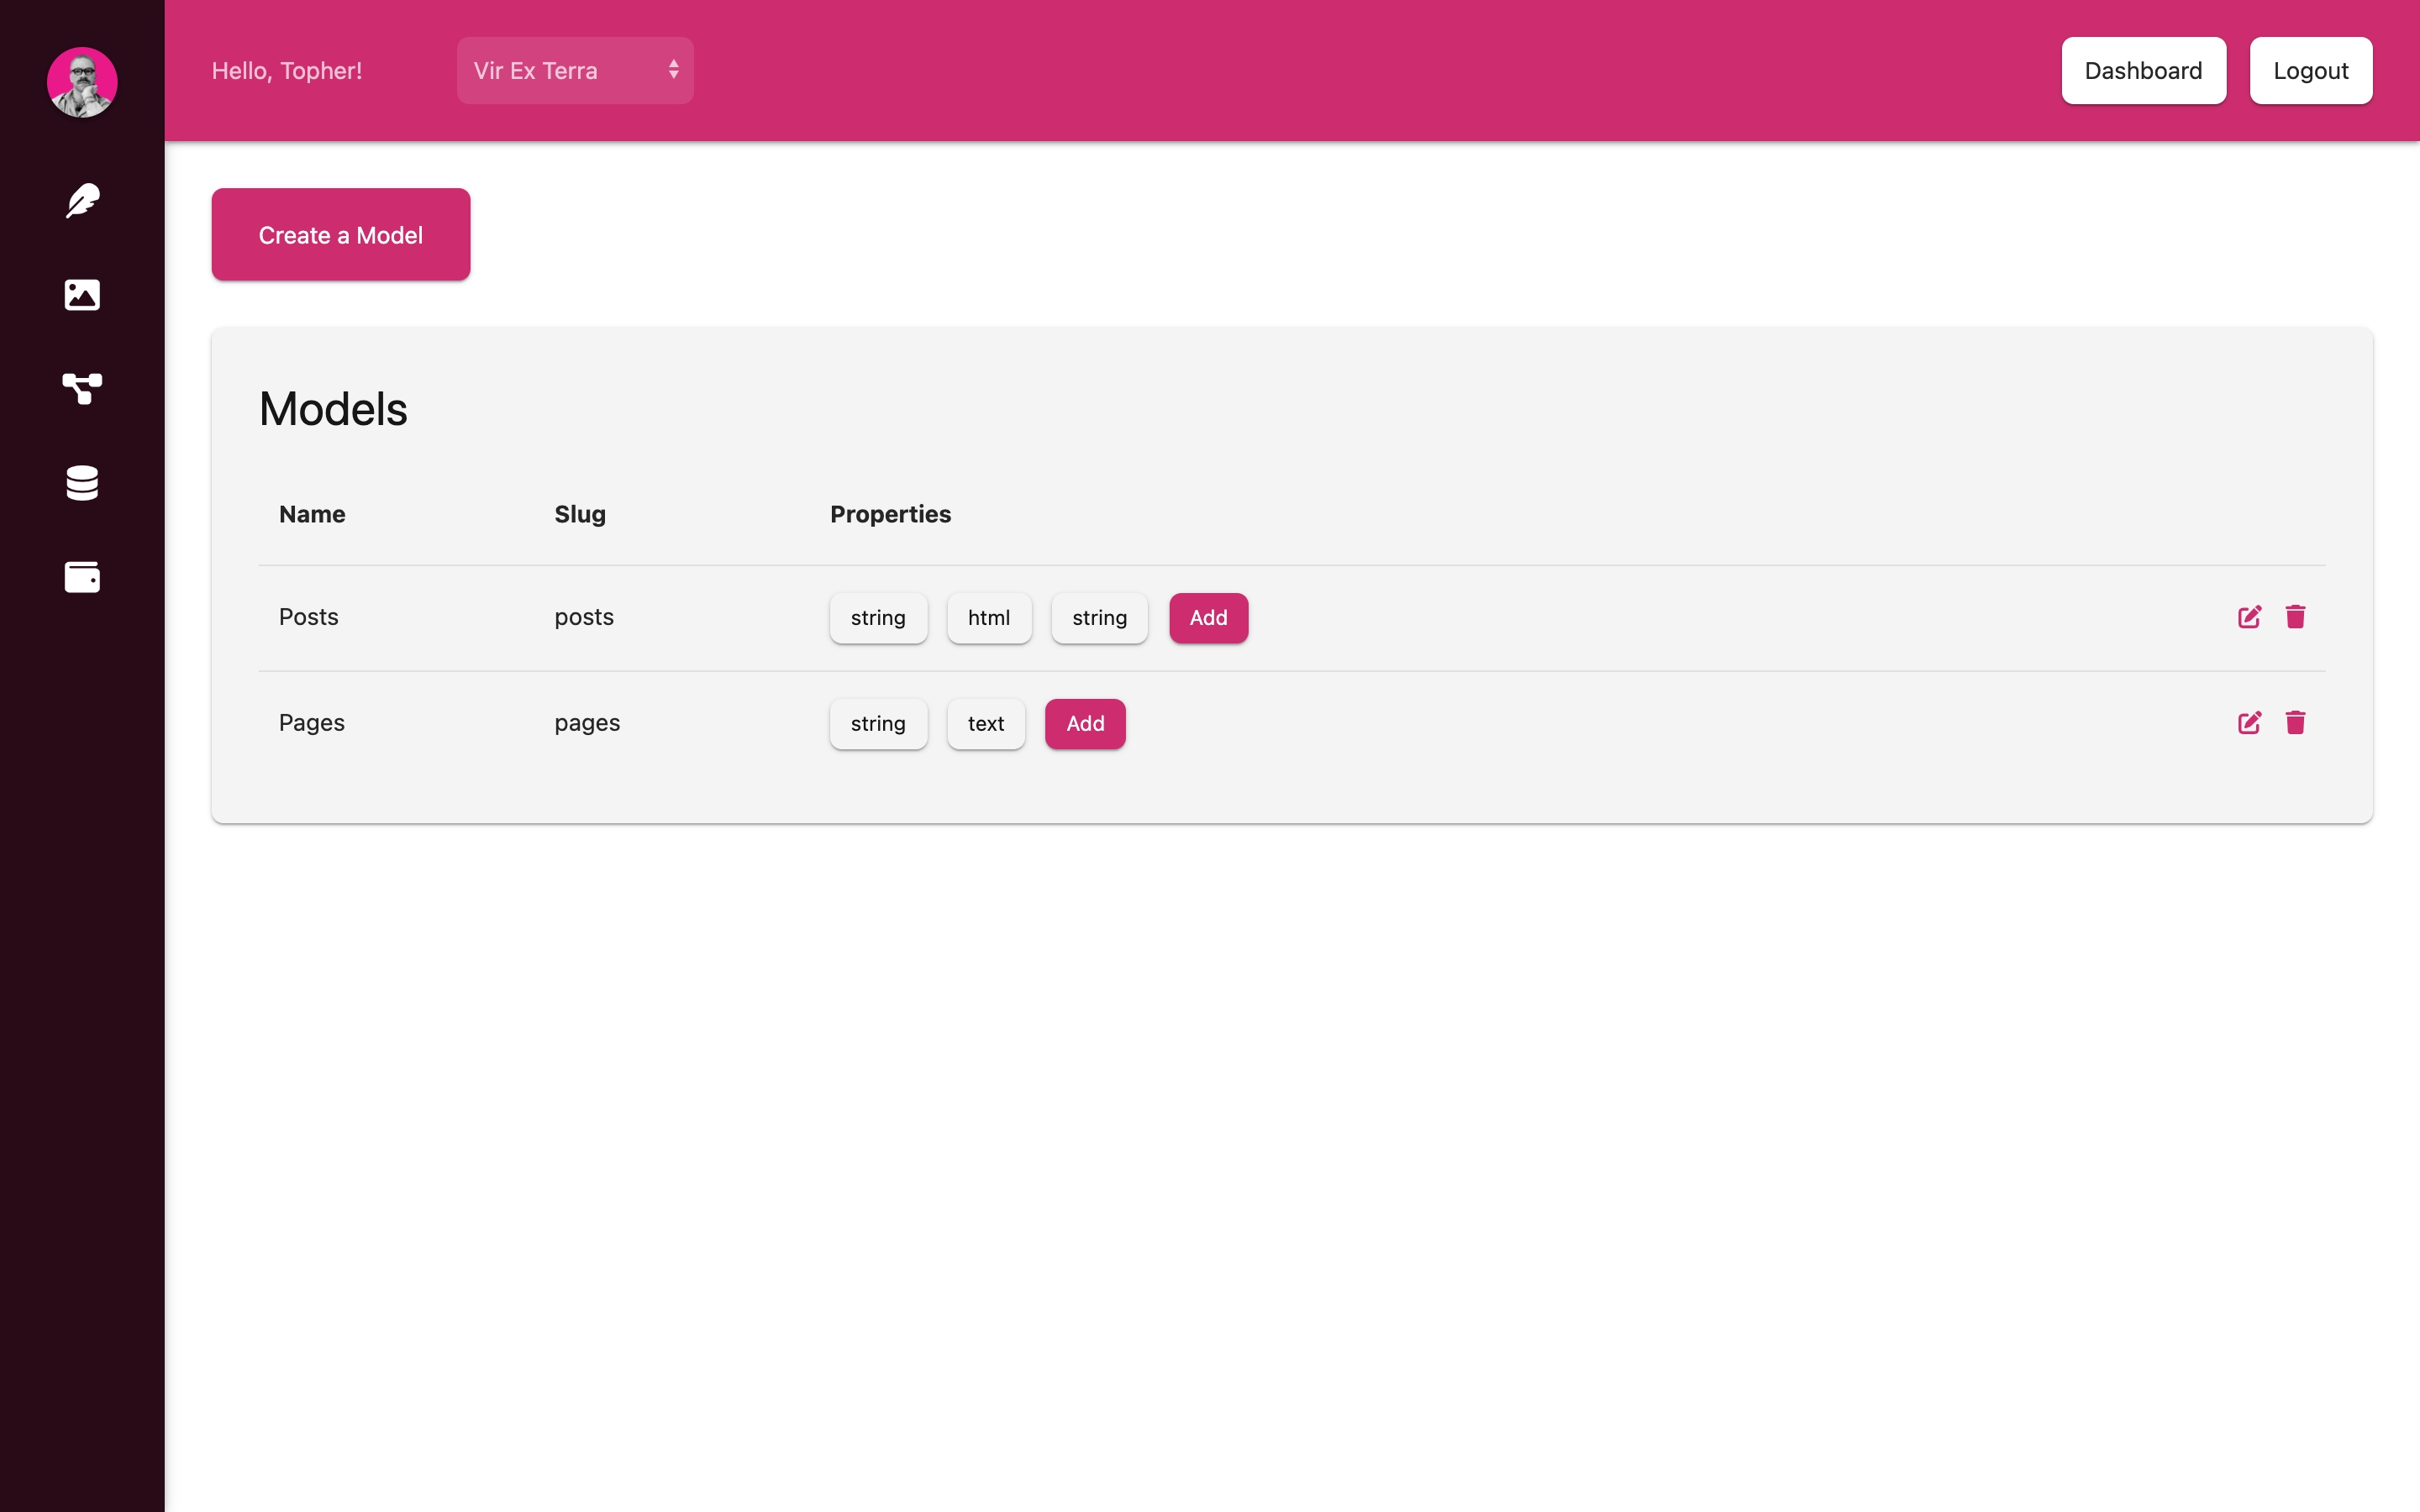 Hello, Topher! Vir Ex Terra Dashboard Logout
Create a Model
Models
Name Slug Properties
Posts posts string html string Add
Pages pages string text Add